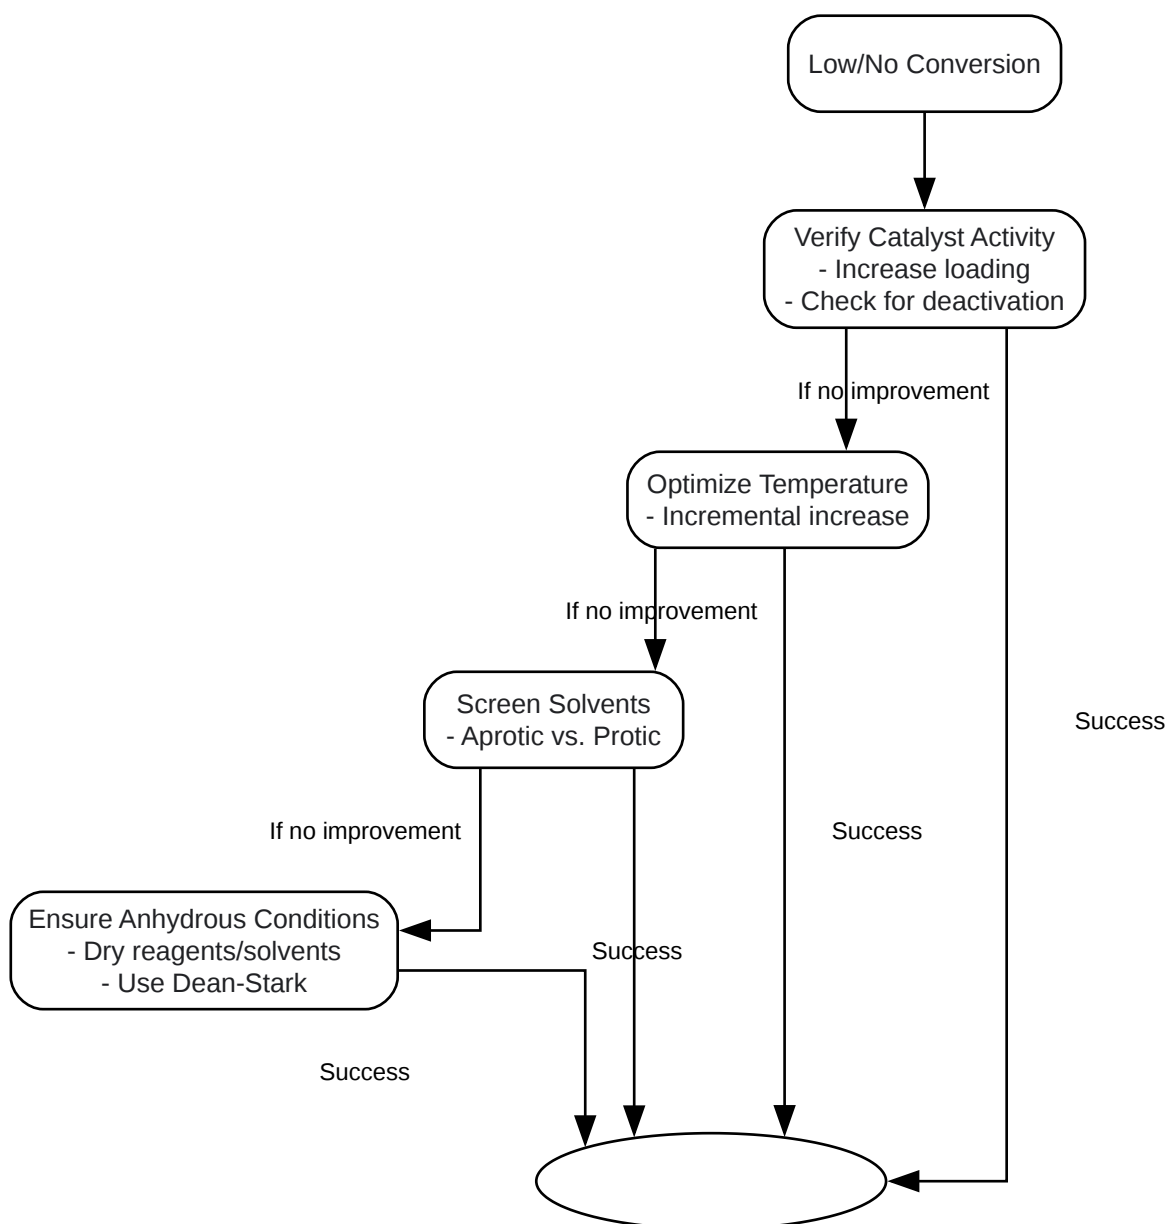 Low/No Conversion
Verify Catalyst Activity
- Increase loading
- Check for deactivation
If no improvement
Optimize Temperature
- Incremental increase
If no improvement
Screen Solvents
- Aprotic vs. Protic
Success
If no improvement
Success
Ensure Anhydrous Conditions
- Dry reagents/solvents
- Use Dean-Stark
Success
Success